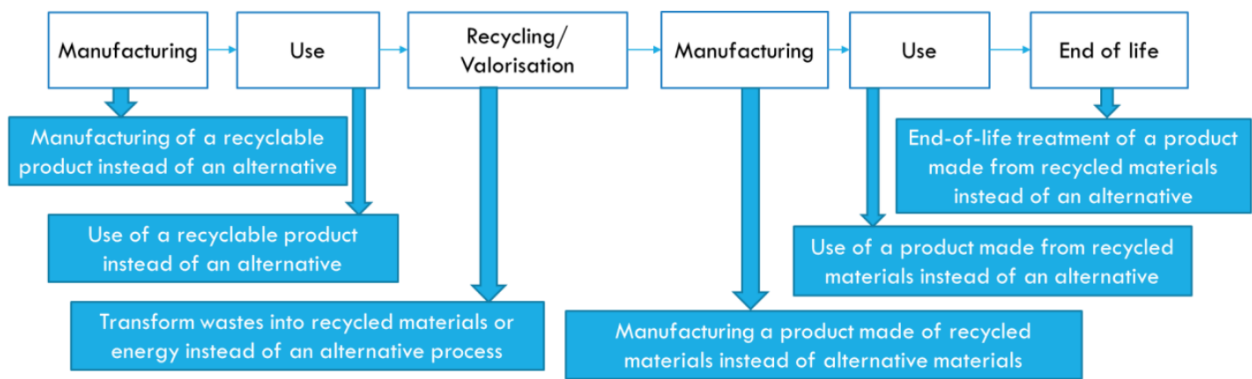 Manufacturing
Use
Recycling/
Valorisation
Manufacturing
Use
End of life
Manufacturing of a recyclable
product instead of an alternative
End-of-life treatment of a product
made from recycled materials
instead of an alternative
Use of a recyclable product
instead of an alternative
Use of a product made from recycled
materials instead of an alternative
Transform wastes into recycled materials or
energy instead of an alternative process
Manufacturing a product made of recycled
materials instead of alternative materials